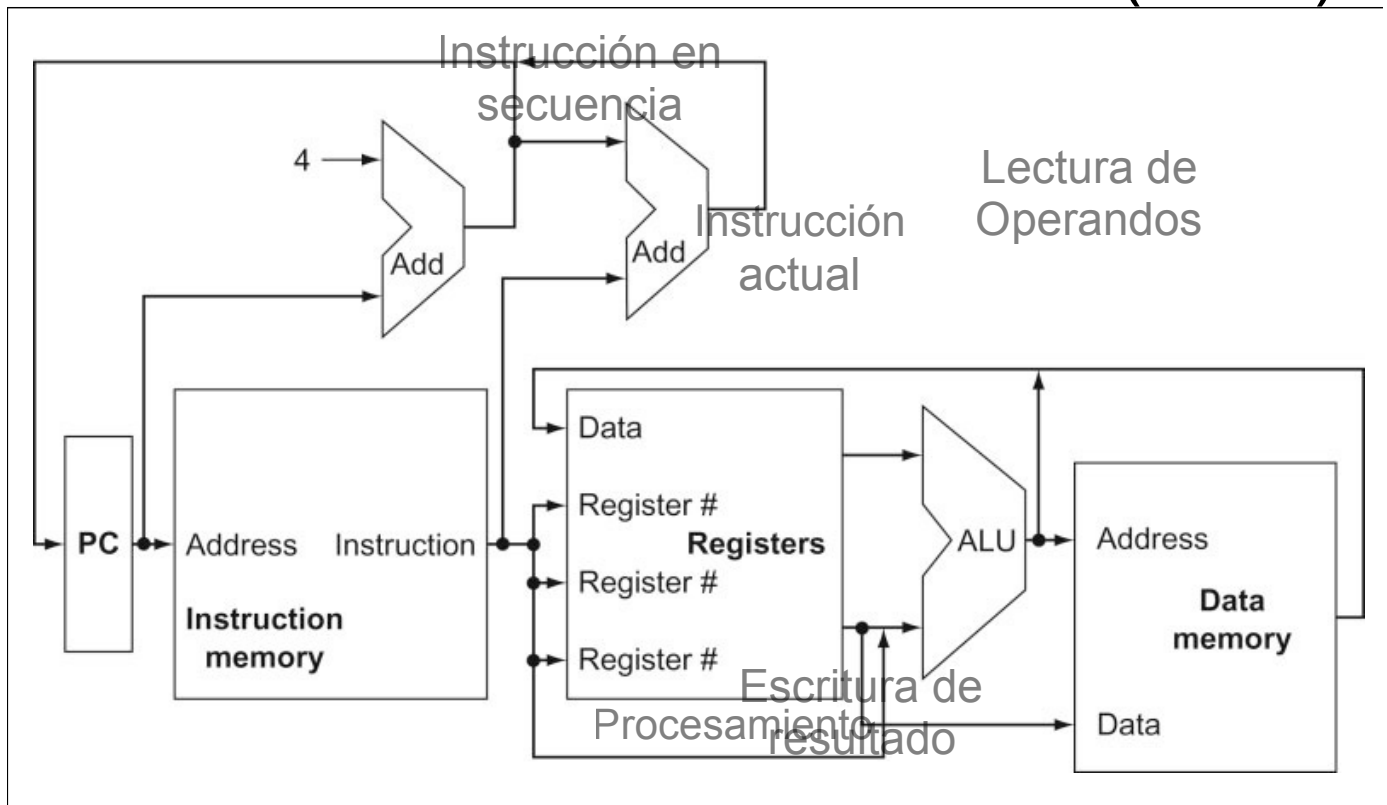 Instrucción en
secuencia
4
Add
Add
Instrucción
actual
Lectura de
Operandos
PC
Address
Instruction
Instruction
memory
Data
Register #
Registers
Register #
Register #
ALU
Address
Data
memory
Data
Escritura de
resultado
Procesamiento